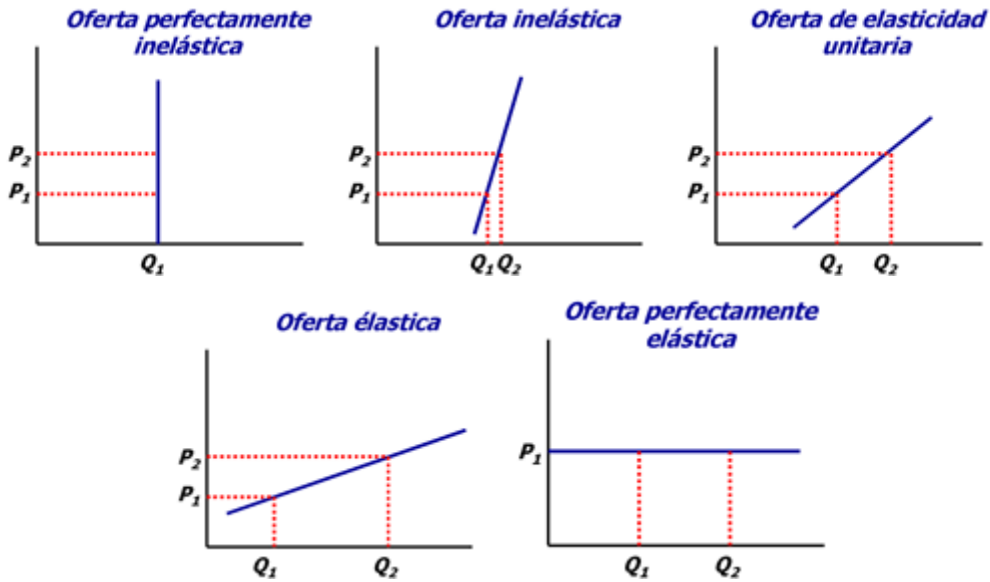 Oferta perfectamente
inelástica
P2
P1
Q1
Oferta inelástica
P2
P1
Q1 Q2
Oferta de elasticidad
unitaria
P2
P1
Q1 Q2
Oferta élastica
P2
P1
Q1 Q2
Oferta perfectamente
elástica
P1
Q1 Q2